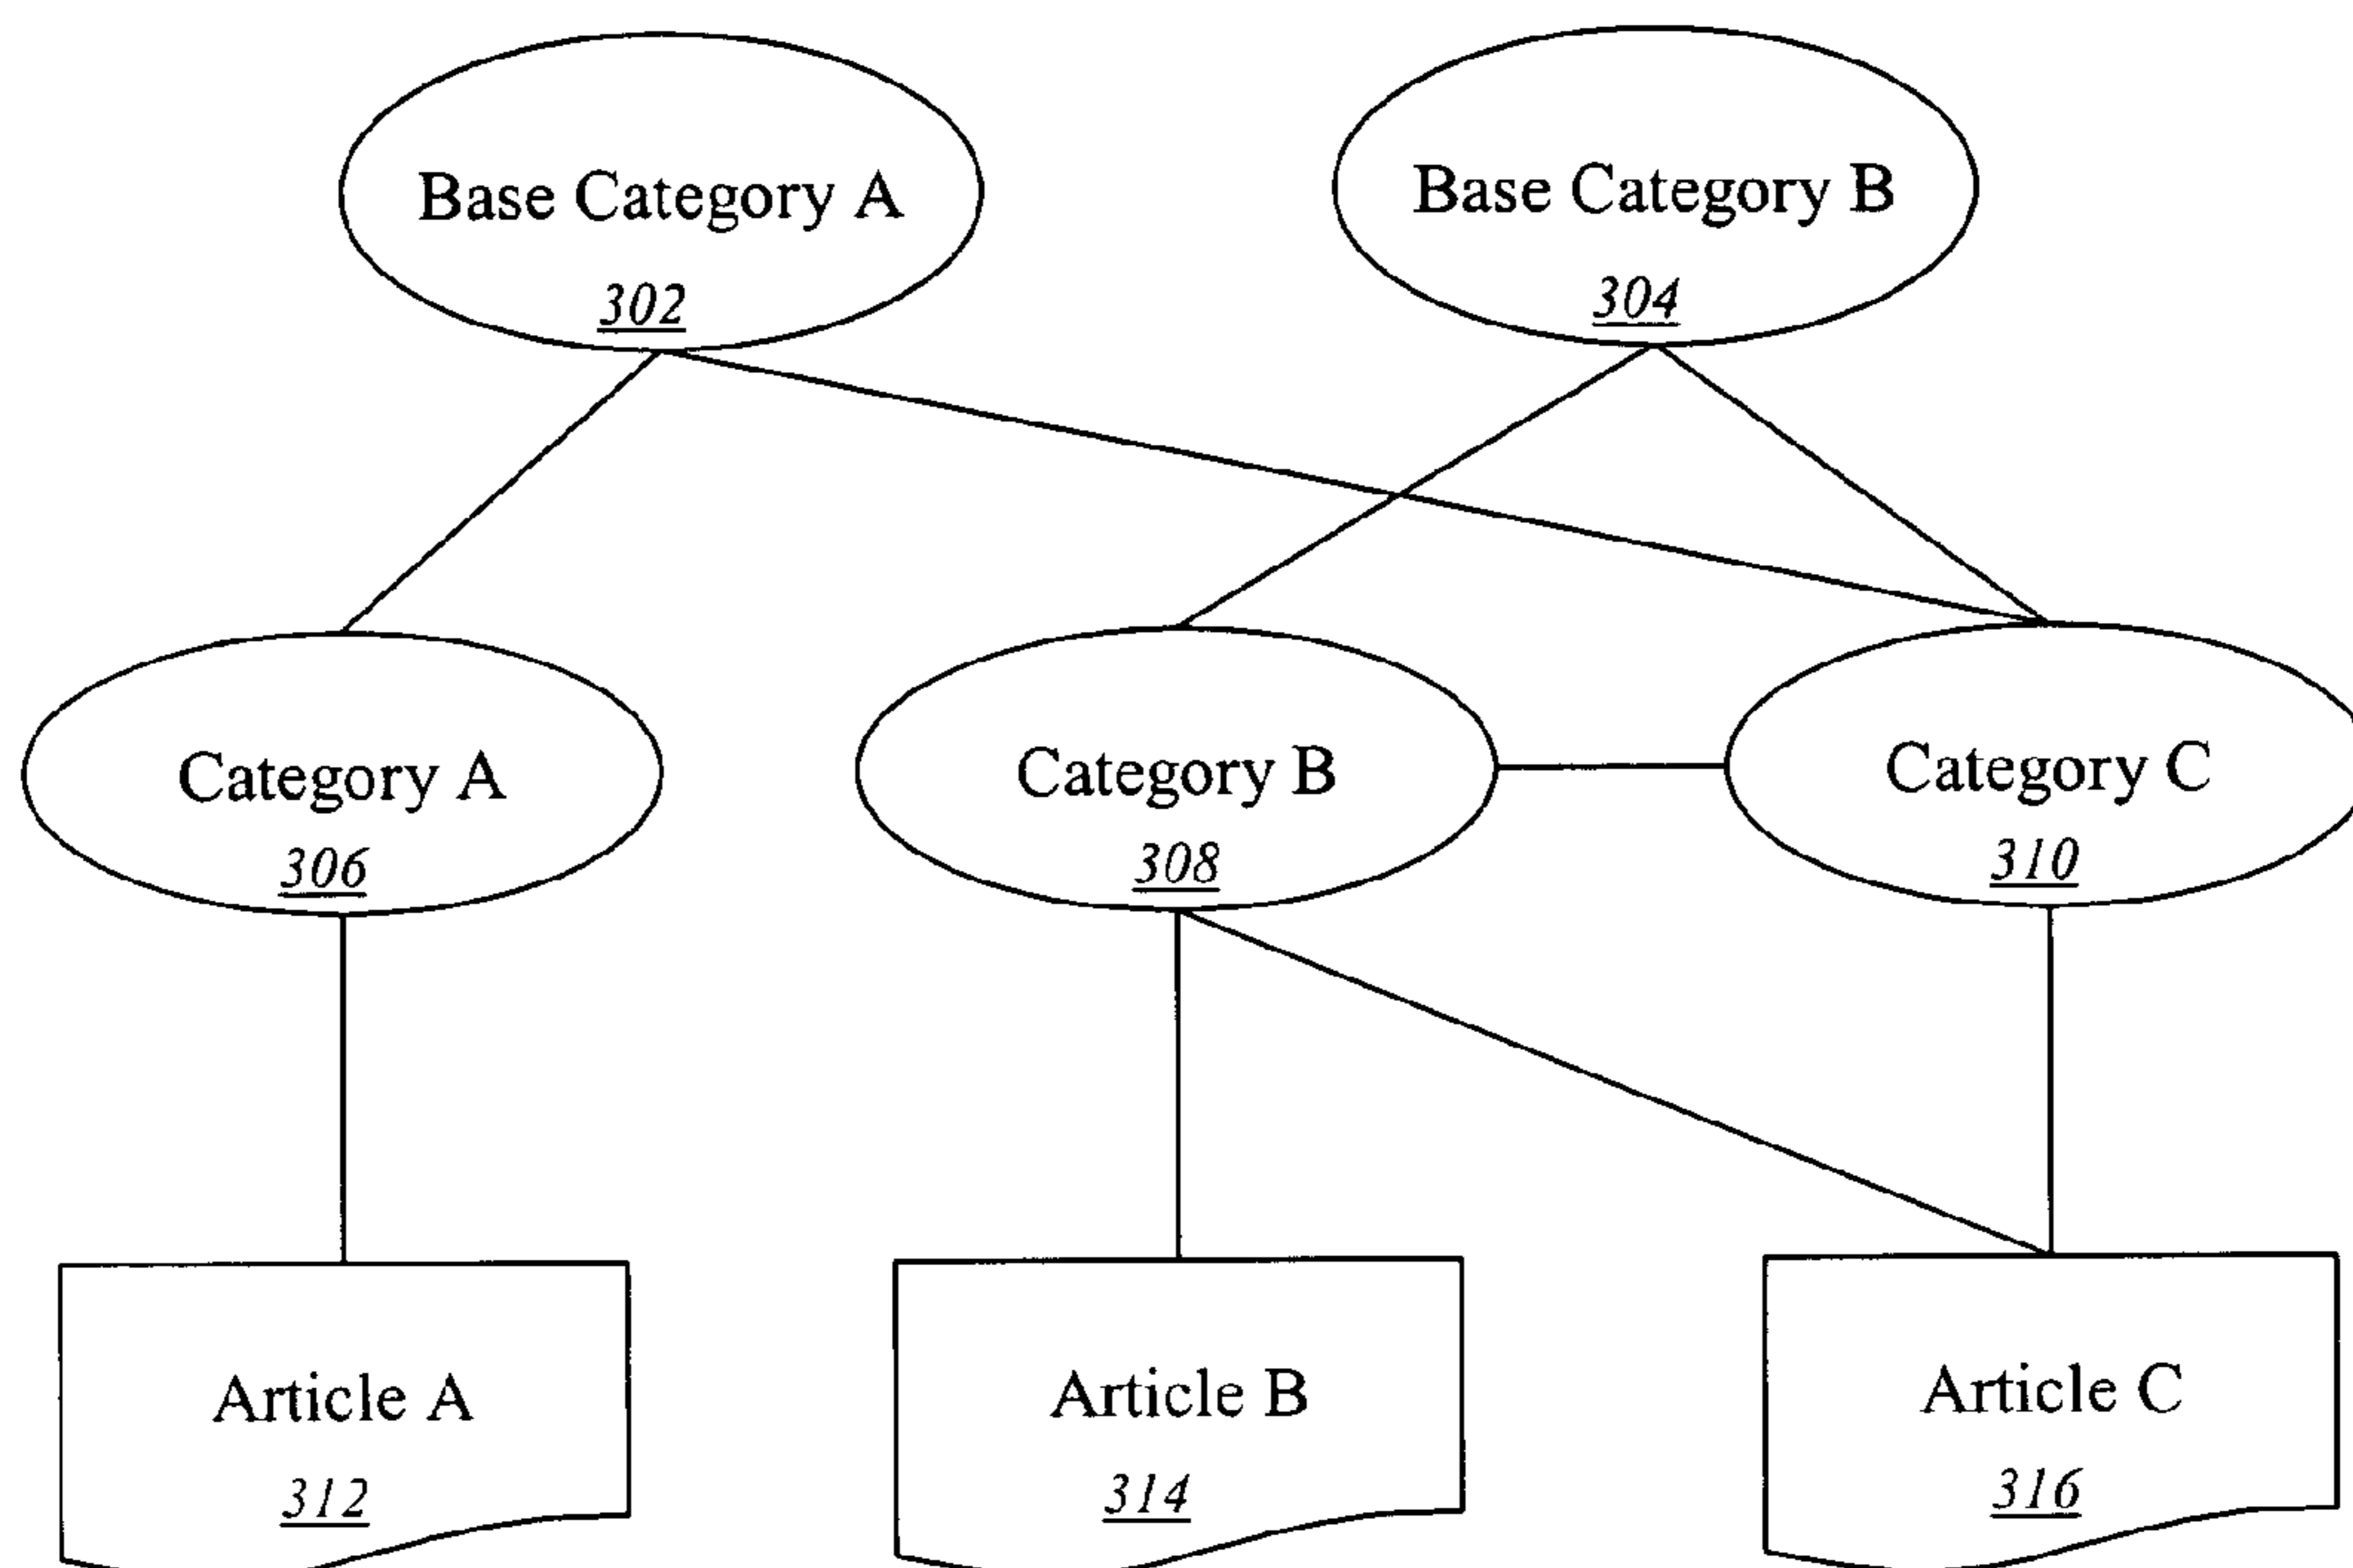 Base Category A
302
Base Category B
304
Category A
306
Category B
308
Category C
310
Article A
312
Article B
314
Article C
316